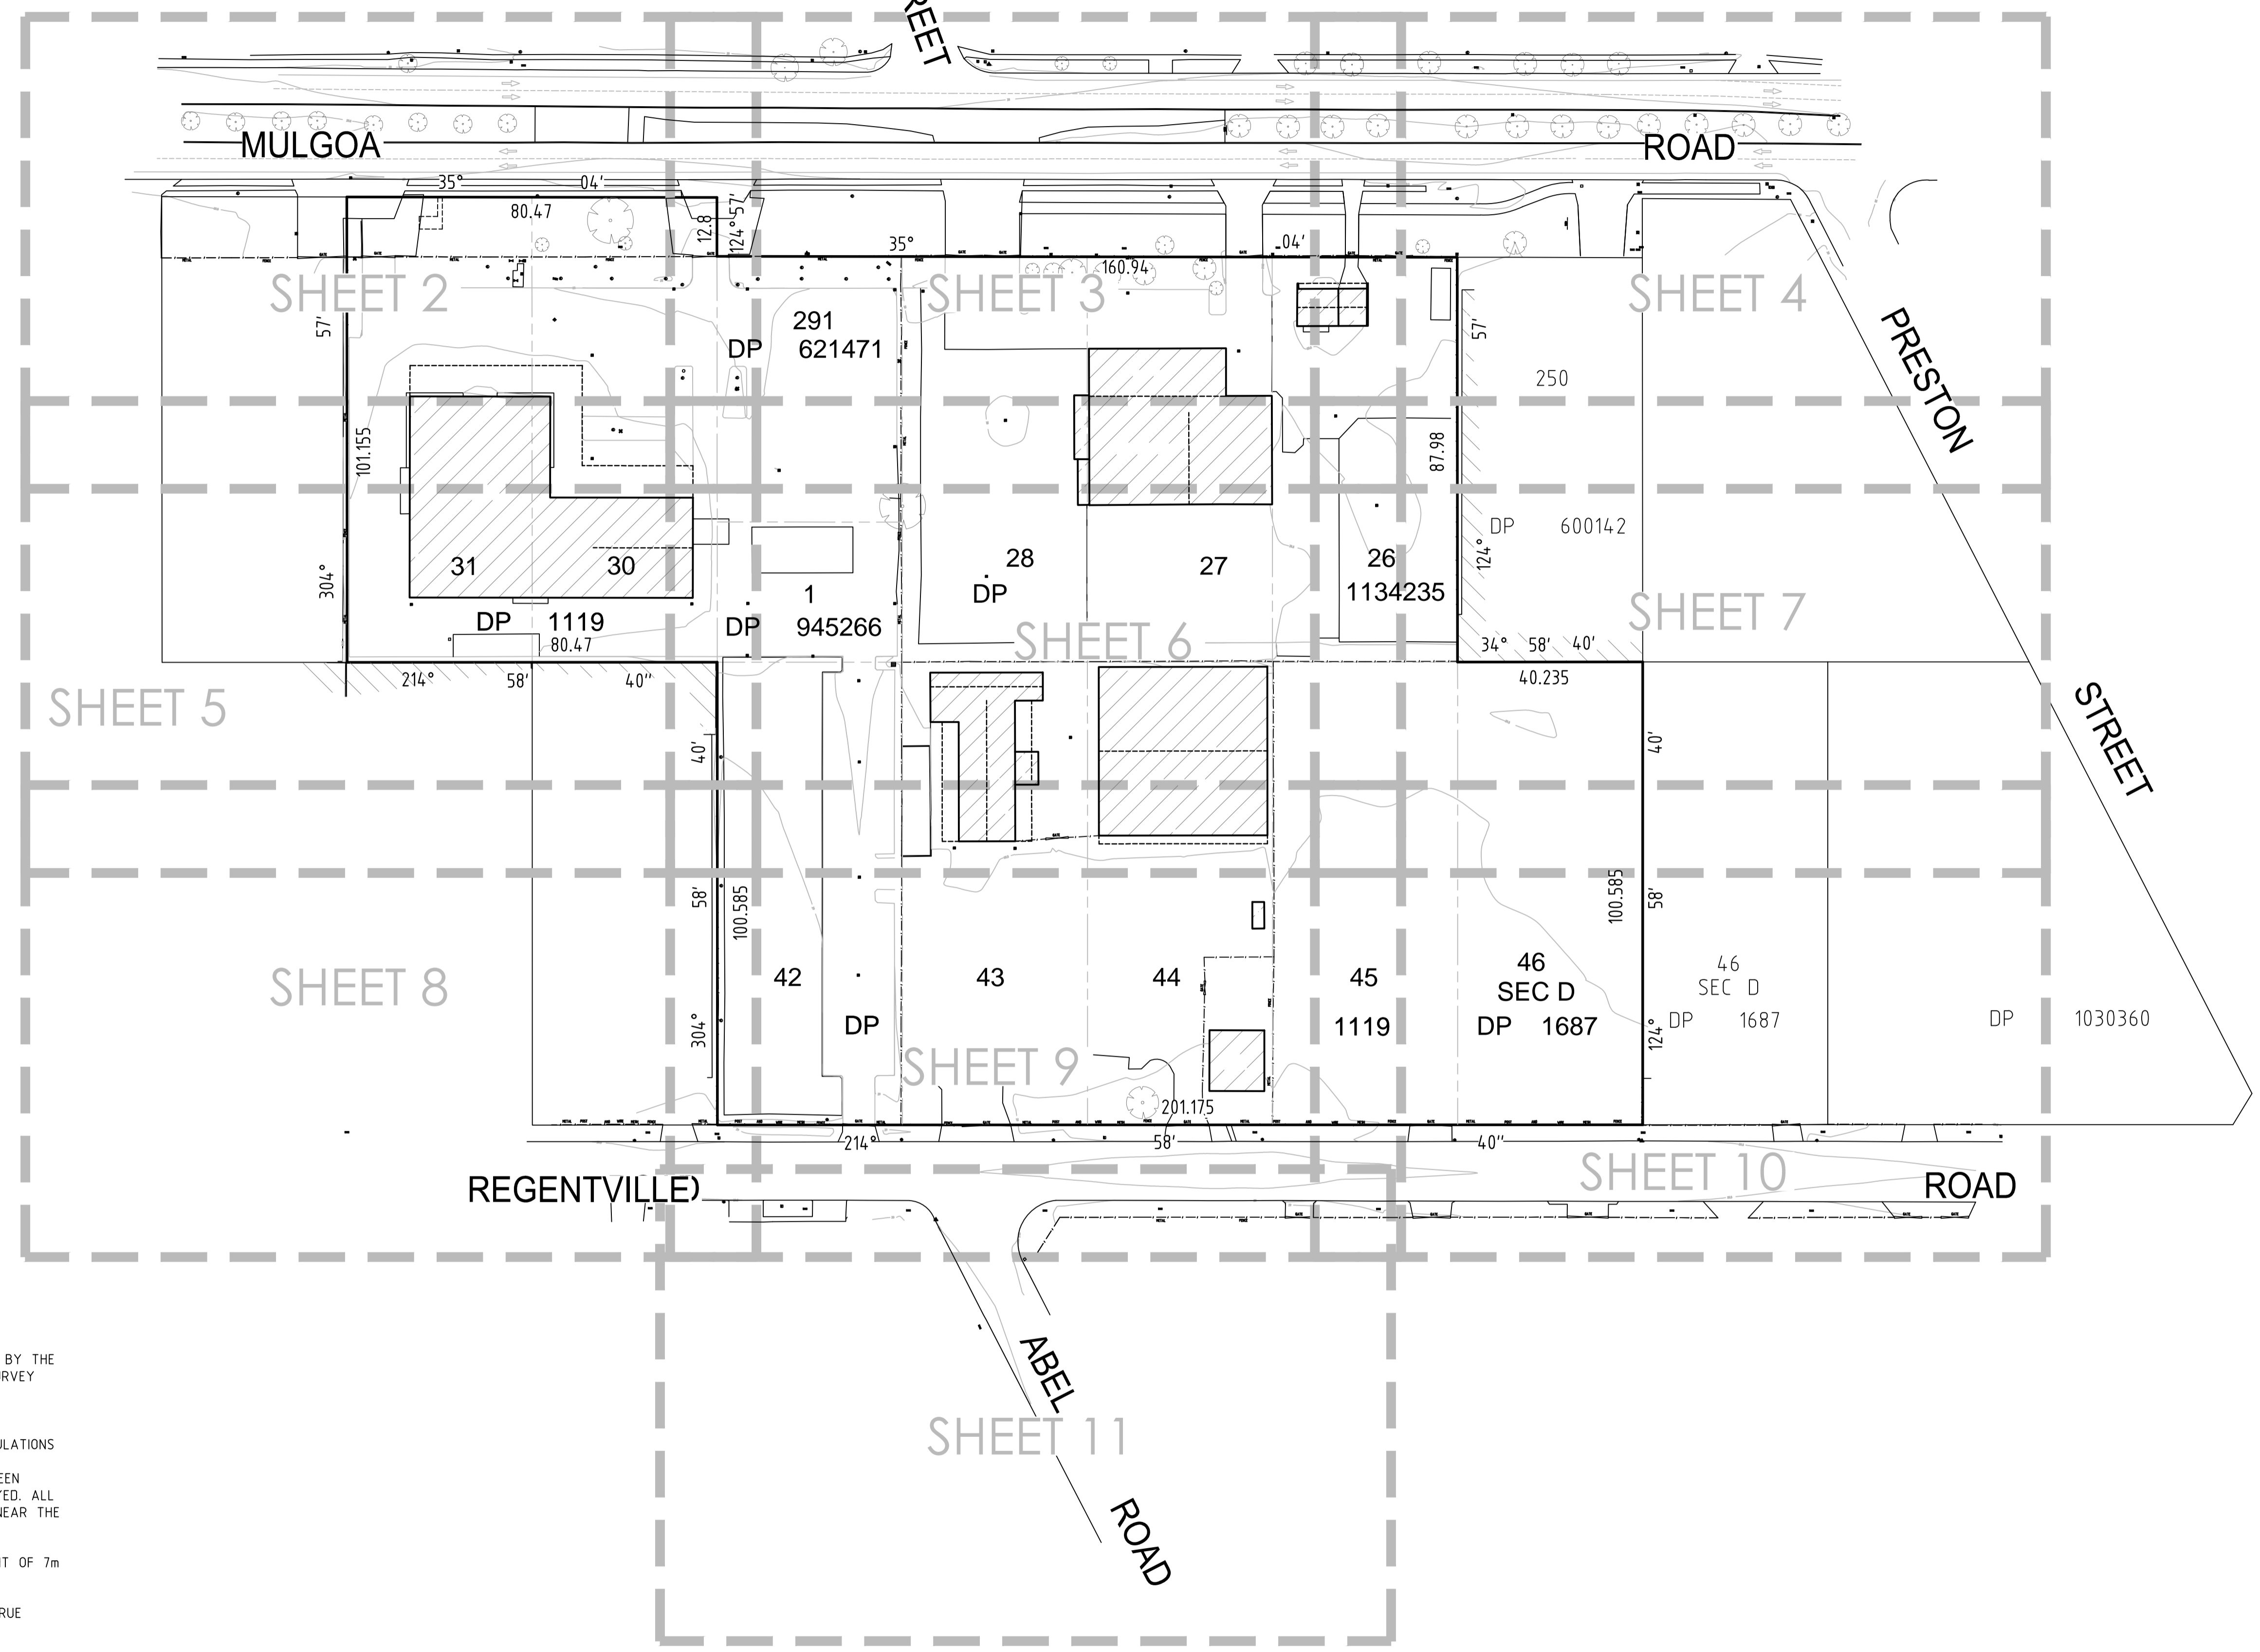 REET
MULGOA
ROAD
35° 04'
80.47
12.8
124°57'
35° 04'
160.94
SHEET 2
SHEET 3
SHEET 4
57'
291
DP 621471
57'
250
PRESTON
101.155
87.98
DP 600142
124°
304°
31
30
28
27
26
1
DP
1134235
DP 1119
DP 945266
80.47
SHEET 6
SHEET 7
34° 58' 40'
214° 58' 40''
40.235
SHEET 5
STREET
40'
40'
58'
100.585
100.585
58'
304°
124°
SHEET 8
42
43
44
45
46
SEC D
DP
1119
DP 1687
46
SEC D
DP 1687
DP 1030360
SHEET 9
201.175
214° 58' 40''
SHEET 10
REGENTVILLE
ROAD
BY THE
URVEY
ABEL
ROAD
SHEET 11
ULATIONS
EEN
YED. ALL
NEAR THE
T OF 7m
RUE